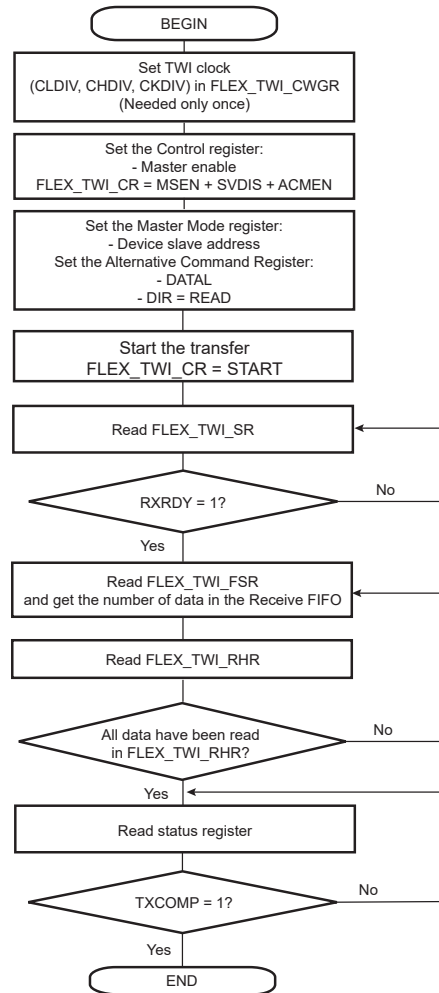 BEGIN
Set TWI clock
(CLDIV, CHDIV, CKDIV) in FLEX_TWI_CWGR
(Needed only once)
Set the Control register:
- Master enable
FLEX_TWI_CR = MSEN + SVDIS + ACMEN
Set the Master Mode register:
- Device slave address
Set the Alternative Command Register:
- DATAL
- DIR = READ
Start the transfer
FLEX_TWI_CR = START
Read FLEX_TWI_SR
RXRDY = 1?
No
Yes
Read FLEX_TWI_FSR
and get the number of data in the Receive FIFO
Read FLEX_TWI_RHR
All data have been read
in FLEX_TWI_RHR?
No
Yes
Read status register
TXCOMP = 1?
No
Yes
END